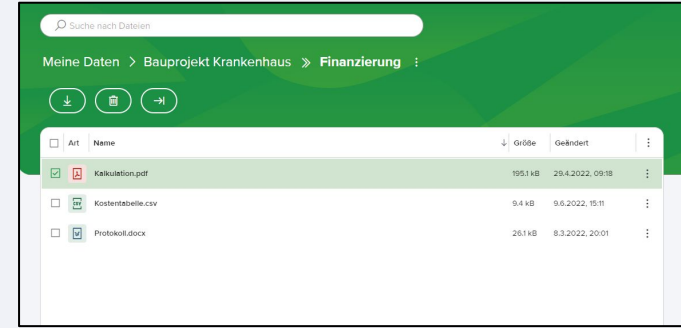 Suche nach Dateien
Meine Daten > Bauprojekt Krankenhaus >> Finanzierung
Art Name Größe Geändert
Kalkulation.pdf 195.1 kB 29.4.2022, 09:18
CSV Kostentabelle.csv 9.4 kB 9.6.2022, 15:11
Protokoll.docx 26.1 kB 8.3.2022, 20:01